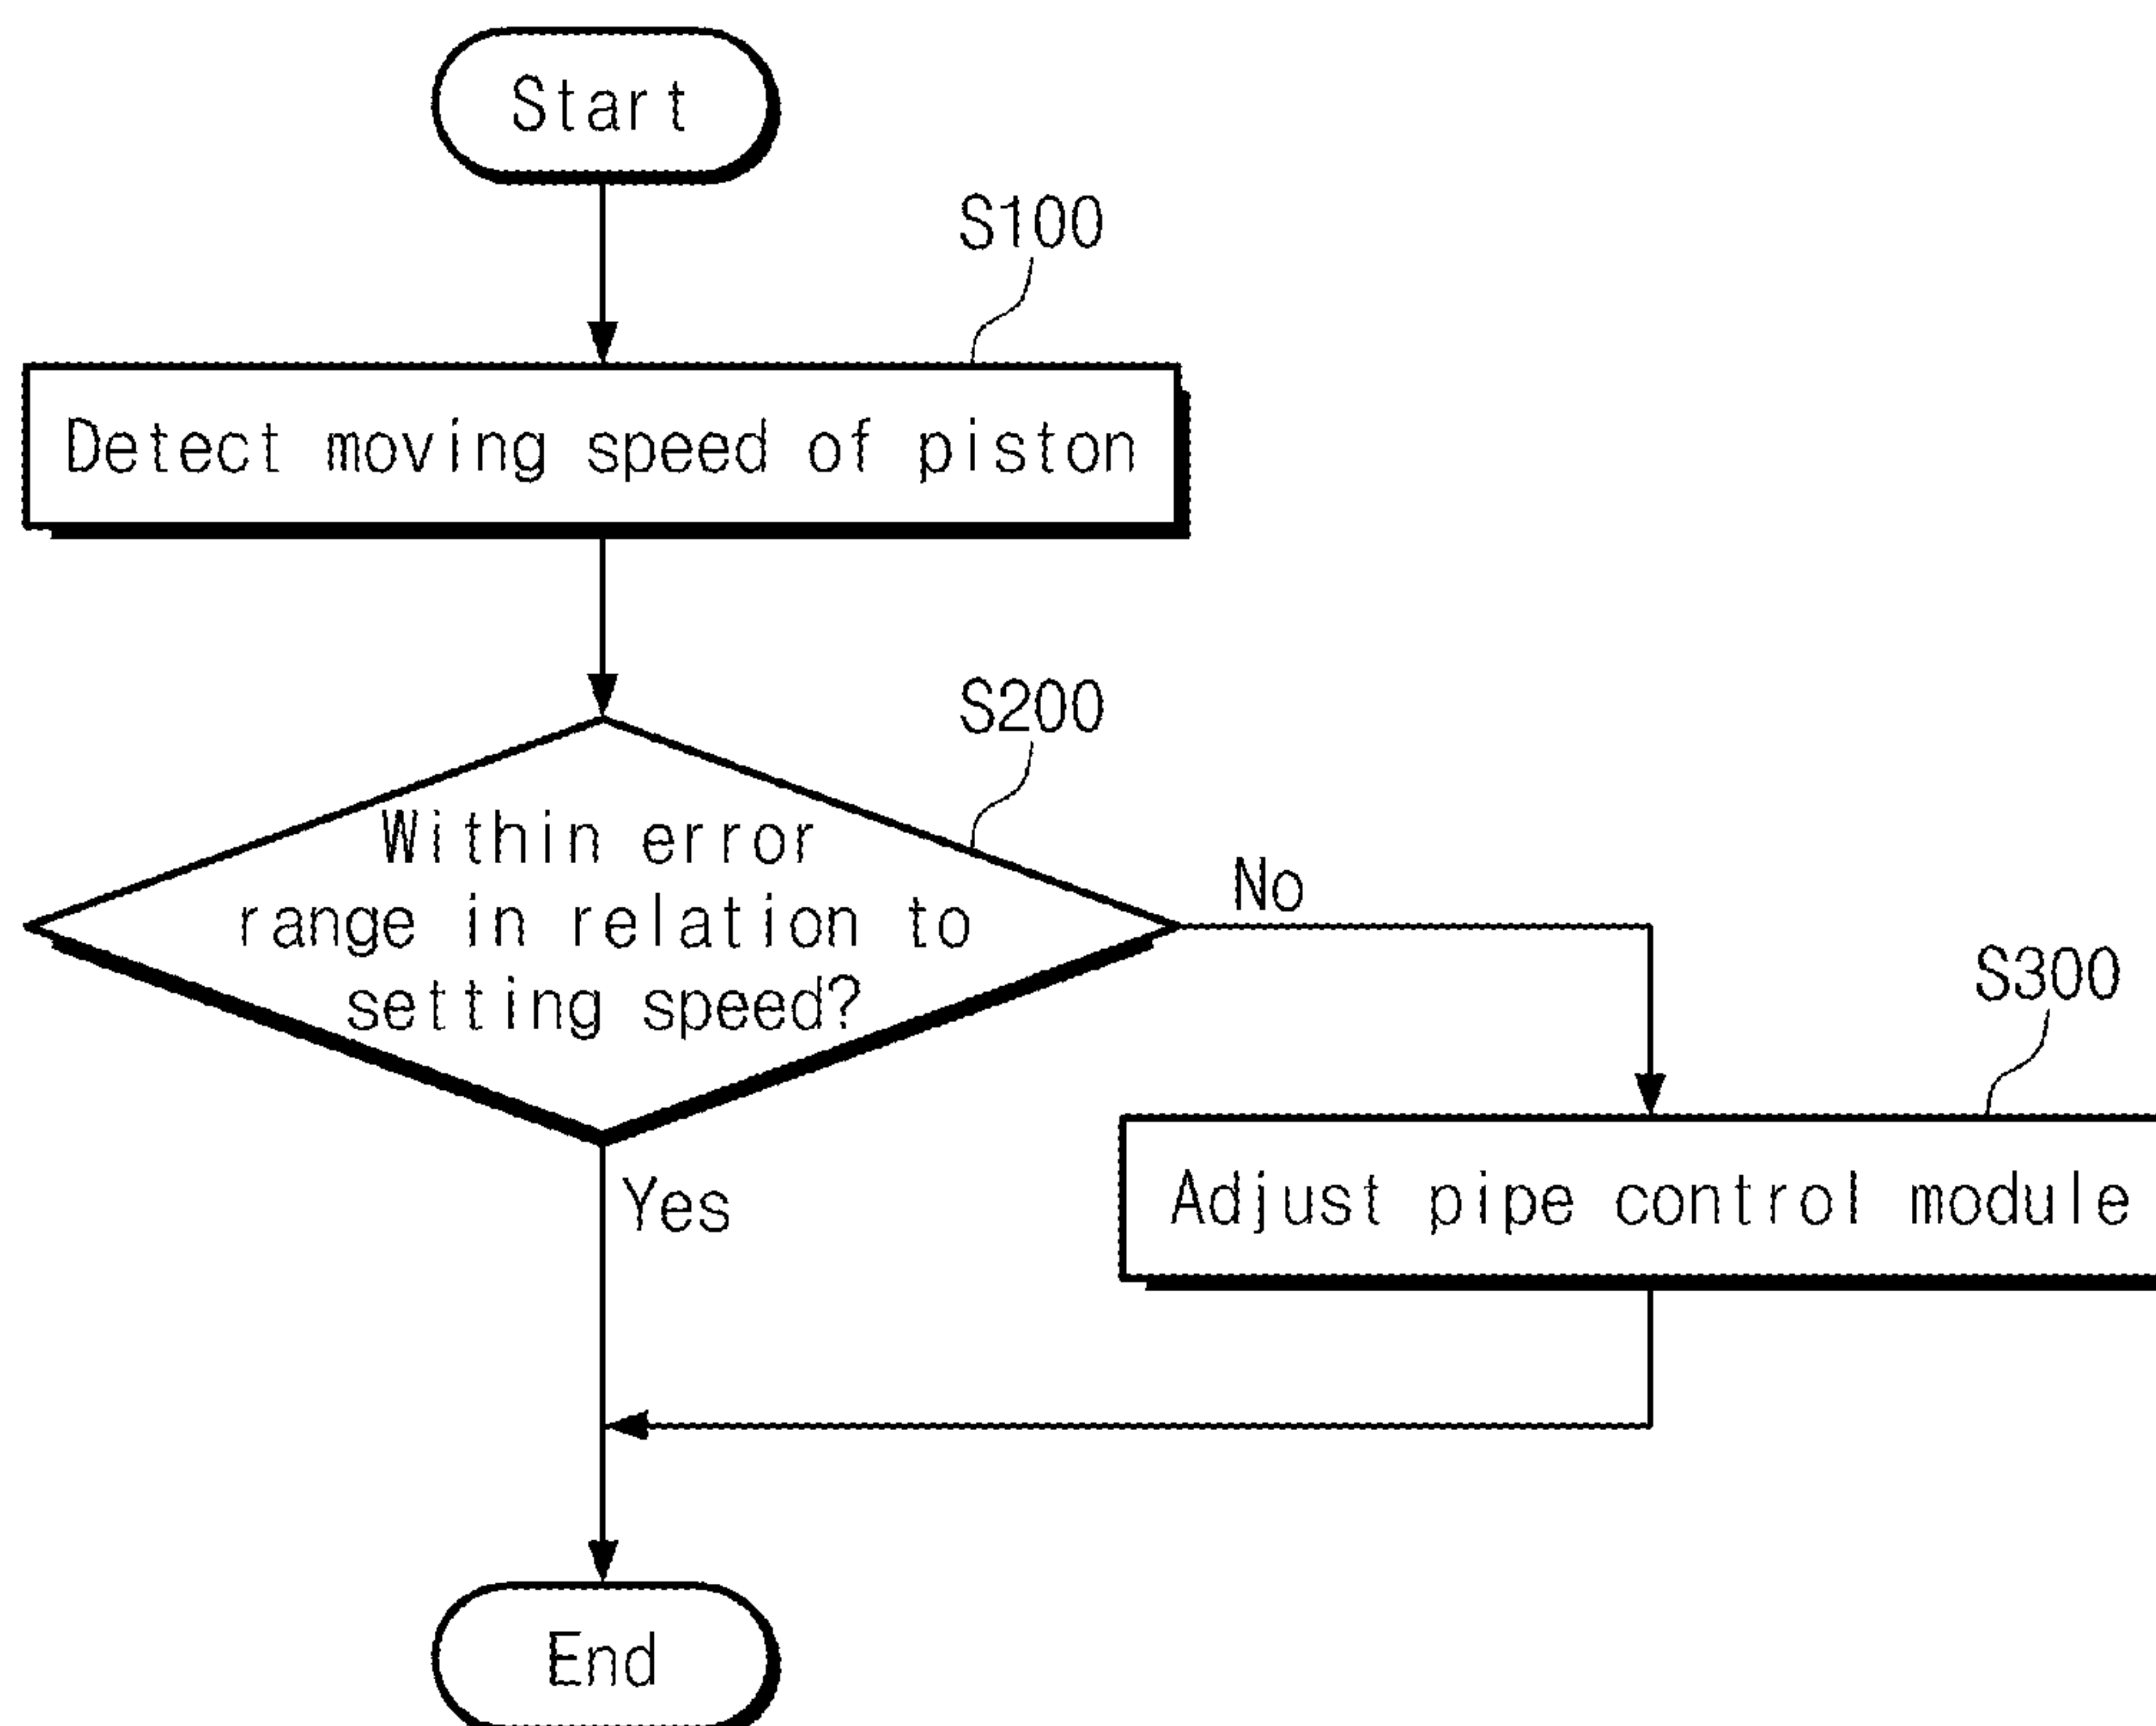 Start
S100
Detect moving speed of piston
S200
Within error
range in relation to
setting speed?
No
S300
Yes
Adjust pipe control module
End